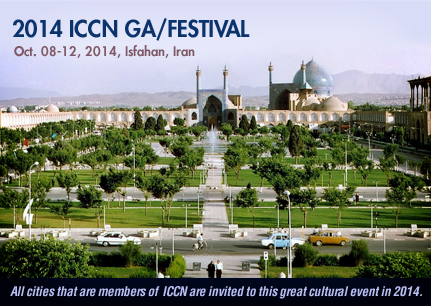 2014 ICCN GA/FESTIVAL
Oct. 08-12, 2014, Isfahan, Iran
All cities that are members of ICCN are invited to this great cultural event in 2014.